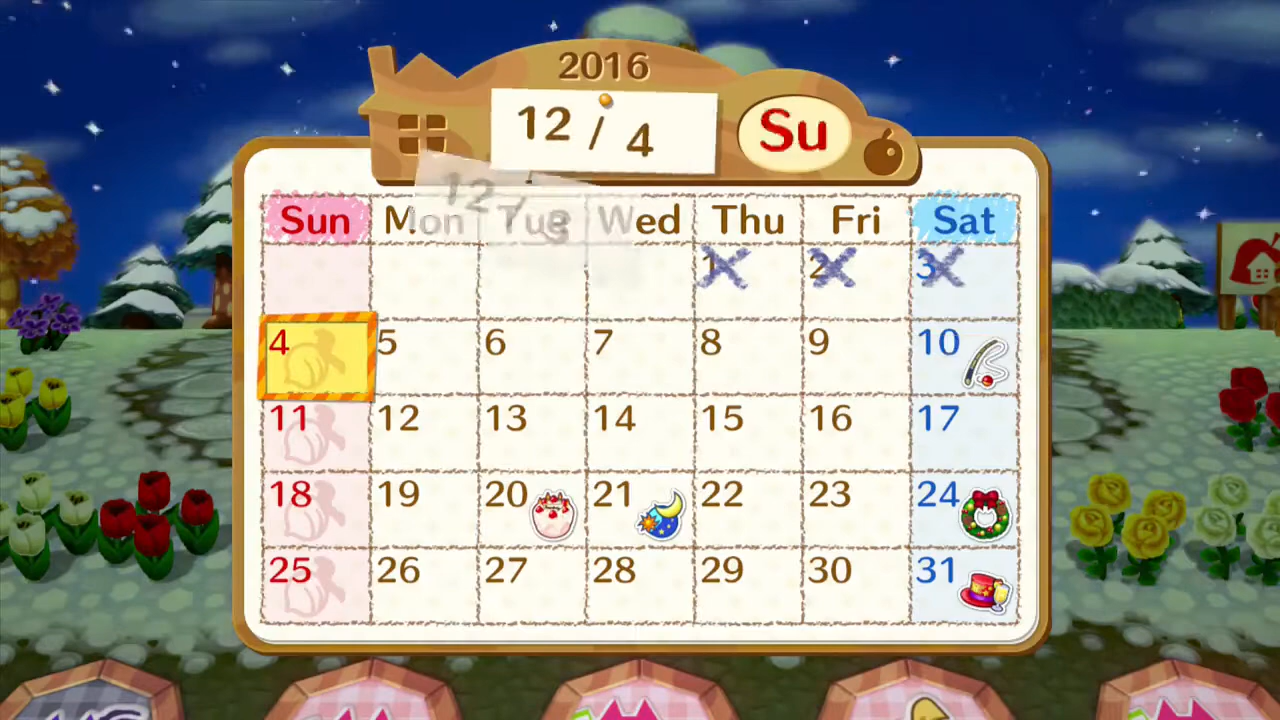 2016
12 / 4
Su
12 /
Sun Mon Tue Wed Thu Fri Sat
1 2 3
4 5 6 7 8 9 10
11 12 13 14 15 16 17
18 19 20 21 22 23 24
25 26 27 28 29 30 31